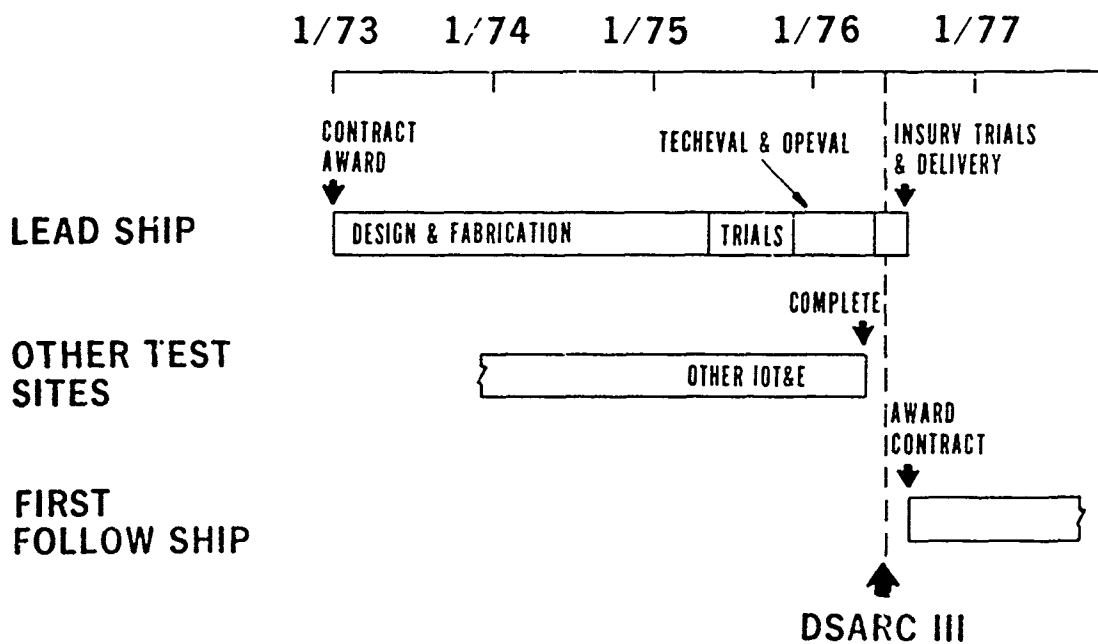 1/73 1/74 1/75 1/76 1/77
CONTRACT
AWARD
TECHEVAL & OPEVAL
INSURV TRIALS
& DELIVERY
LEAD SHIP
DESIGN & FABRICATION
TRIALS
COMPLETE
OTHER TEST
SITES
OTHER IOT&E
AWARD
CONTRACT
FIRST
FOLLOW SHIP
DSARC III